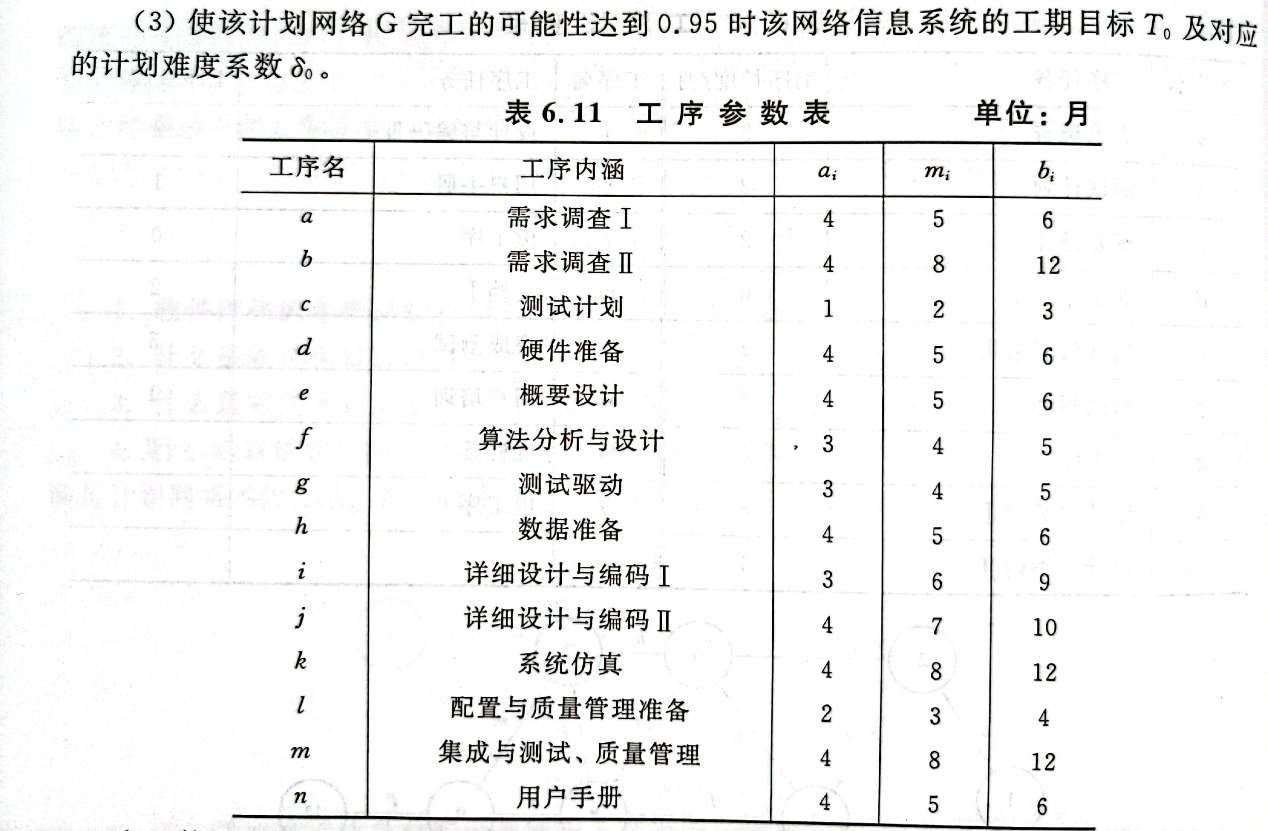 (3) 使该计划网络 G 完工的可能性达到 0.95 时该网络信息系统的工期目标 T₀ 及对应
的计划难度系数 δ₀。
表 6.11 工序参数表 单位：月
工序名 工序内涵 aᵢ mᵢ bᵢ
a 需求调查Ⅰ 4 5 6
b 需求调查Ⅱ 4 8 12
c 测试计划 1 2 3
d 硬件准备 4 5 6
e 概要设计 4 5 6
f 算法分析与设计 3 4 5
g 测试驱动 3 4 5
h 数据准备 4 5 6
i 详细设计与编码Ⅰ 3 6 9
j 详细设计与编码Ⅱ 4 7 10
k 系统仿真 4 8 12
l 配置与质量管理准备 2 3 4
m 集成与测试、质量管理 4 8 12
n 用户手册 4 5 6